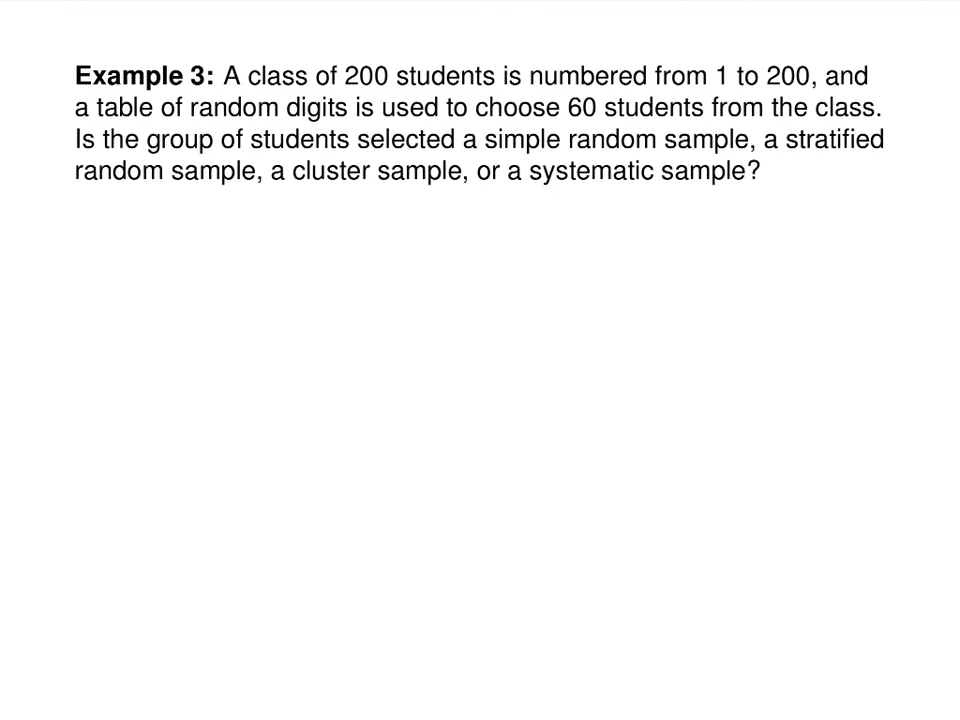 Example 3: A class of 200 students is numbered from 1 to 200, and
a table of random digits is used to choose 60 students from the class.
Is the group of students selected a simple random sample, a stratified
random sample, a cluster sample, or a systematic sample?